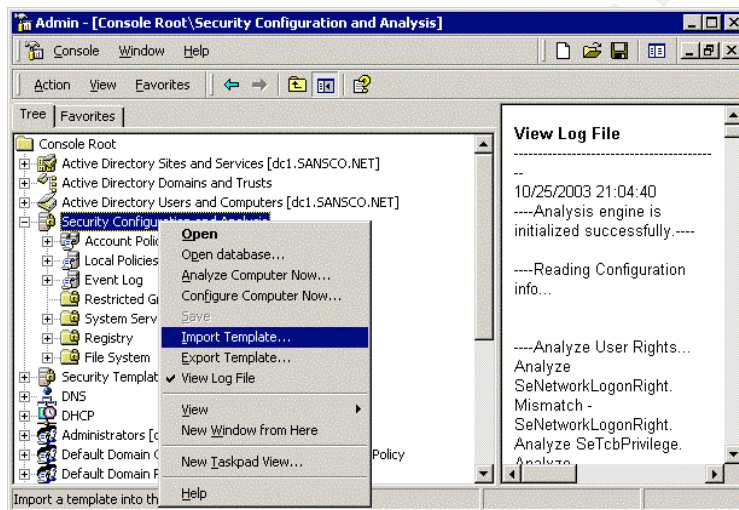 Admin - [Console Root\Security Configuration and Analysis]
Console Window Help
Action View Favorites
Tree Favorites
Console Root
Active Directory Sites and Services [dc1.SANSCO.NET]
Active Directory Domains and Trusts
Active Directory Users and Computers [dc1.SANSCO.NET]
Security Configuration and Analysis
Account Polic
Local Policies
Event Log
Restricted Gr
System Serv
Registry
File System
Security Templat
DNS
DHCP
Administrators [c
Default Domain C Policy
Default Domain P
Import a template into th
Open
Open database...
Analyze Computer Now...
Configure Computer Now...
Save
Import Template...
Export Template...
View Log File
View
New Window from Here
New Taskpad View...
Help
View Log File
----------------------------------------
--
10/25/2003 21:04:40
----Analysis engine is
initialized successfully.----
----Reading Configuration
info...
----Analyze User Rights...
Analyze
SeNetworkLogonRight.
Mismatch -
SeNetworkLogonRight.
Analyze SeTcbPrivilege.
Analyze